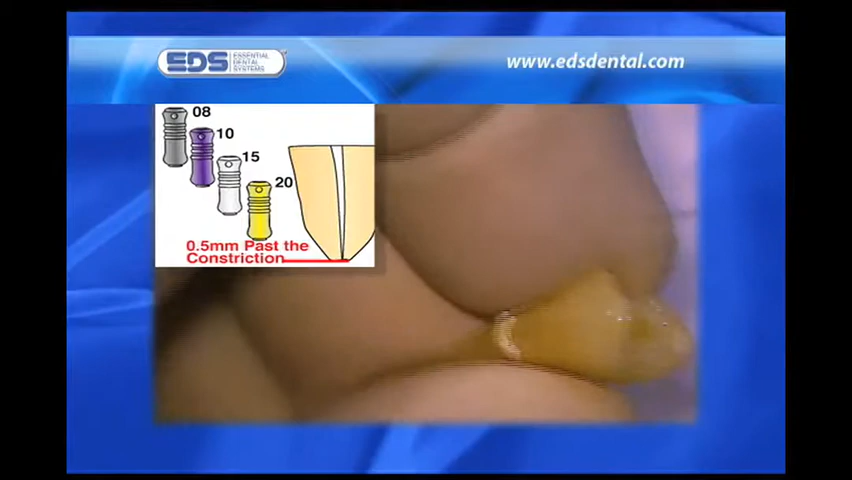 EDS
ESSENTIAL
DENTAL
SYSTEMS
www.edsdental.com
08
10
15
20
0.5mm Past the
Constriction